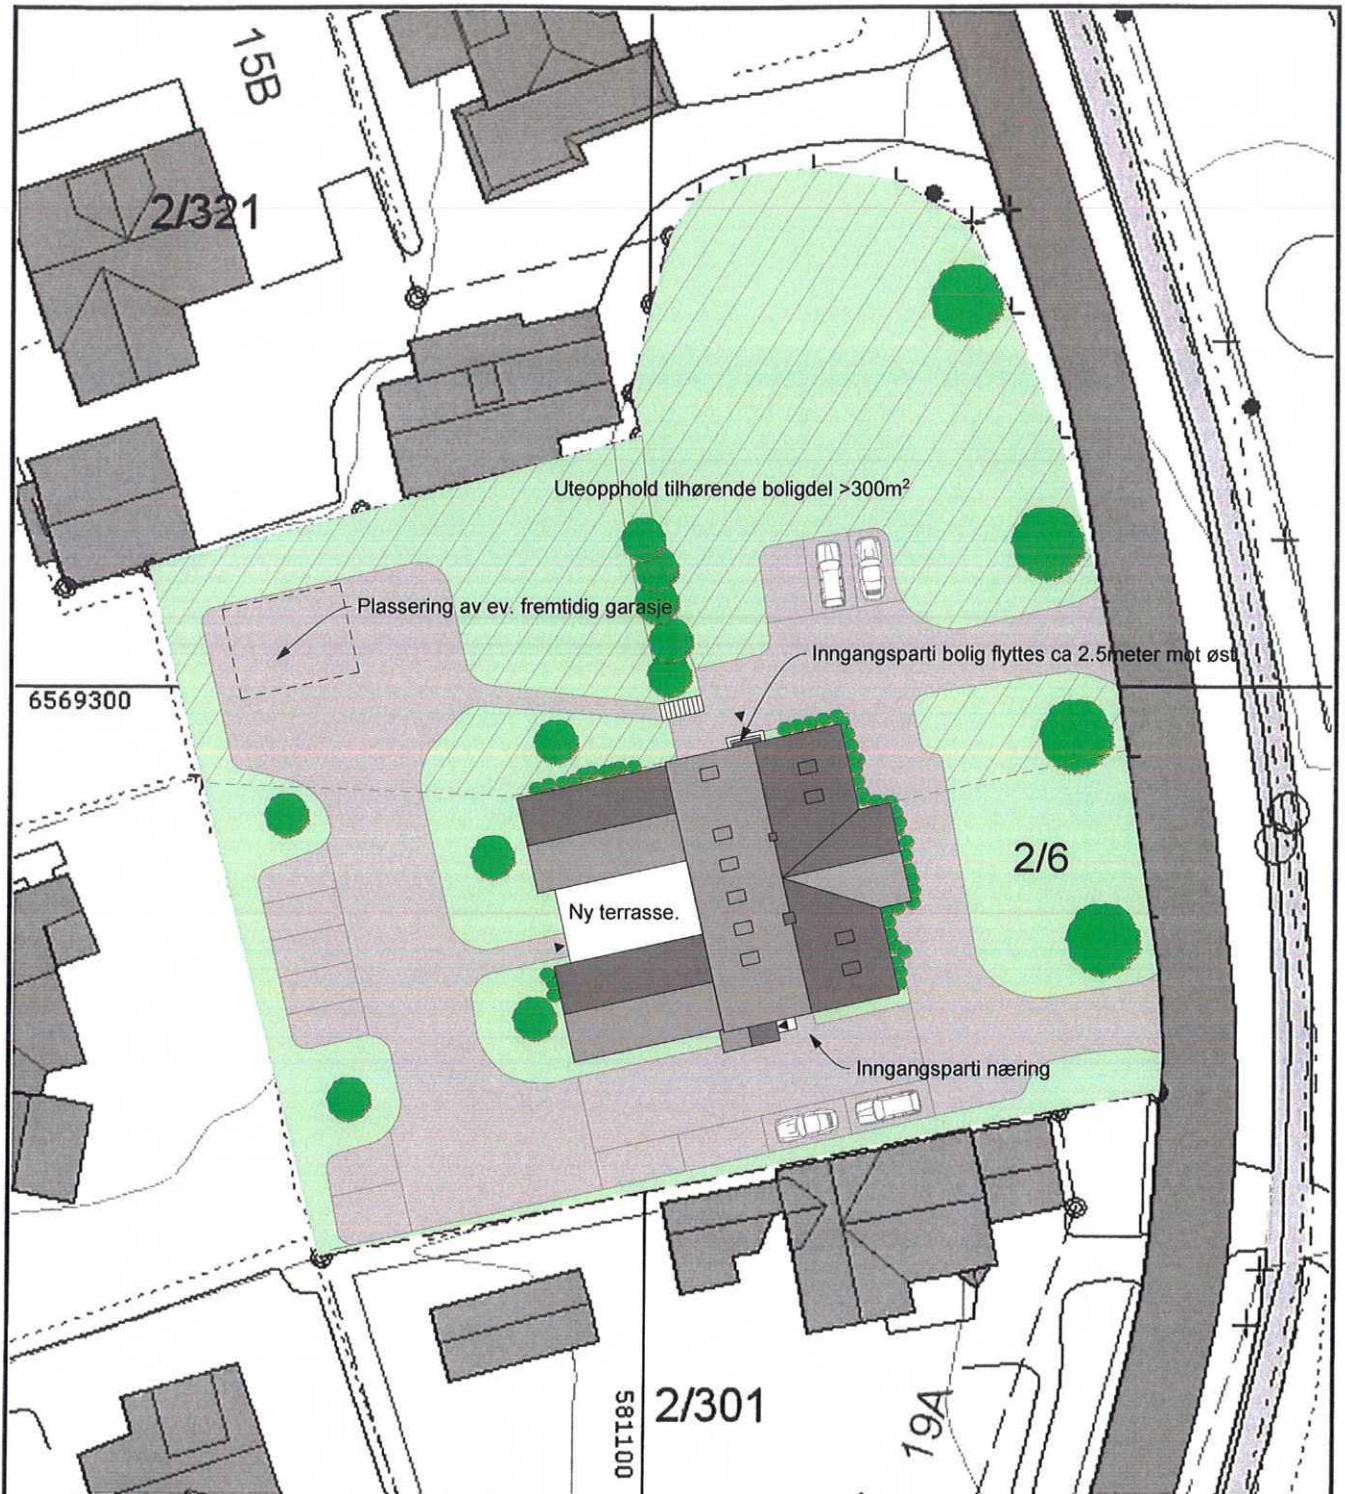 15B
2/321
Uteopphold tilhørende boligdel >300m²
Plassering av ev. fremtidig garasje
Inngangsparti bolig flyttes ca 2.5meter mot øst
6569300
2/6
Ny terrasse.
Inngangsparti næring
581100
2/301
19A